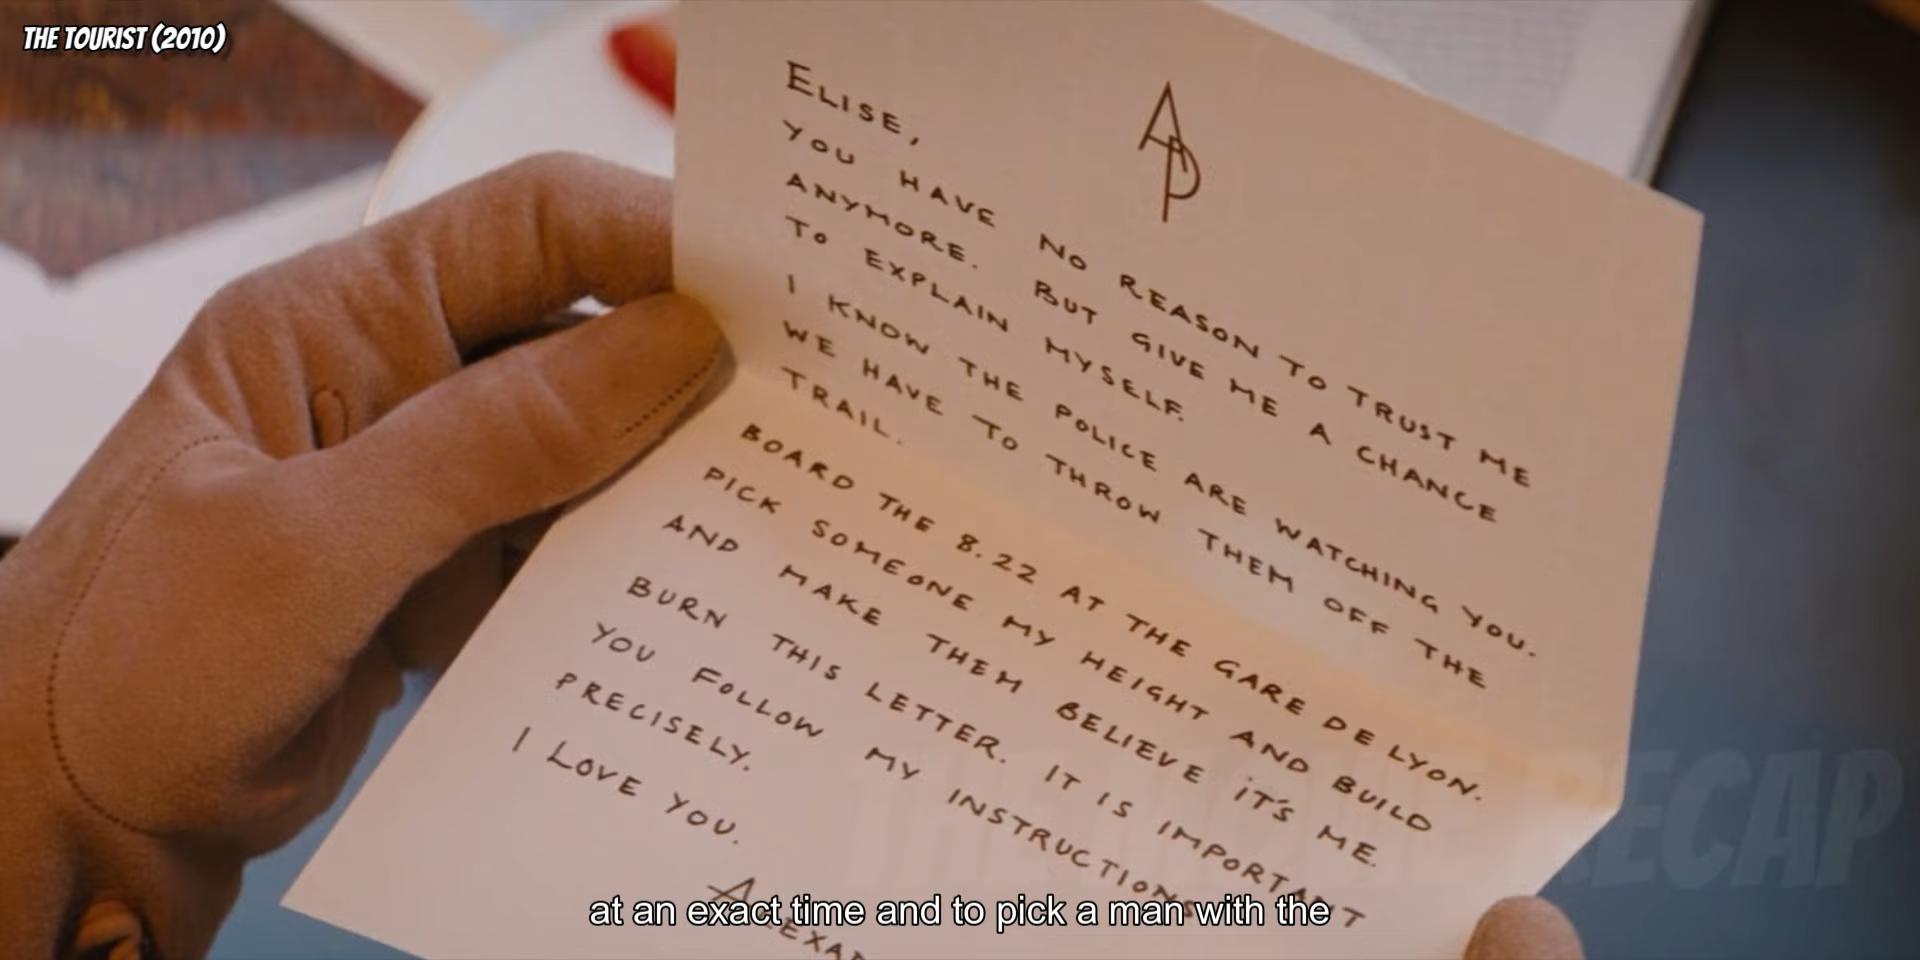 THE TOURIST (2010)
AP
ELISE,
YOU HAVE NO REASON TO TRUST ME
ANYMORE. BUT GIVE ME A CHANCE
TO EXPLAIN MYSELF.
I KNOW THE POLICE ARE WATCHING YOU.
WE HAVE TO THROW THEM OFF THE
TRAIL.
BOARD THE 8.22 AT THE GARE DE LYON.
PICK SOMEONE MY HEIGHT AND BUILD
AND MAKE THEM BELIEVE IT'S ME.
BURN THIS LETTER. IT IS IMPORTANT
YOU FOLLOW MY INSTRUCTIONS
PRECISELY.
I LOVE YOU.
at an exact time and to pick a man with the
RECAP